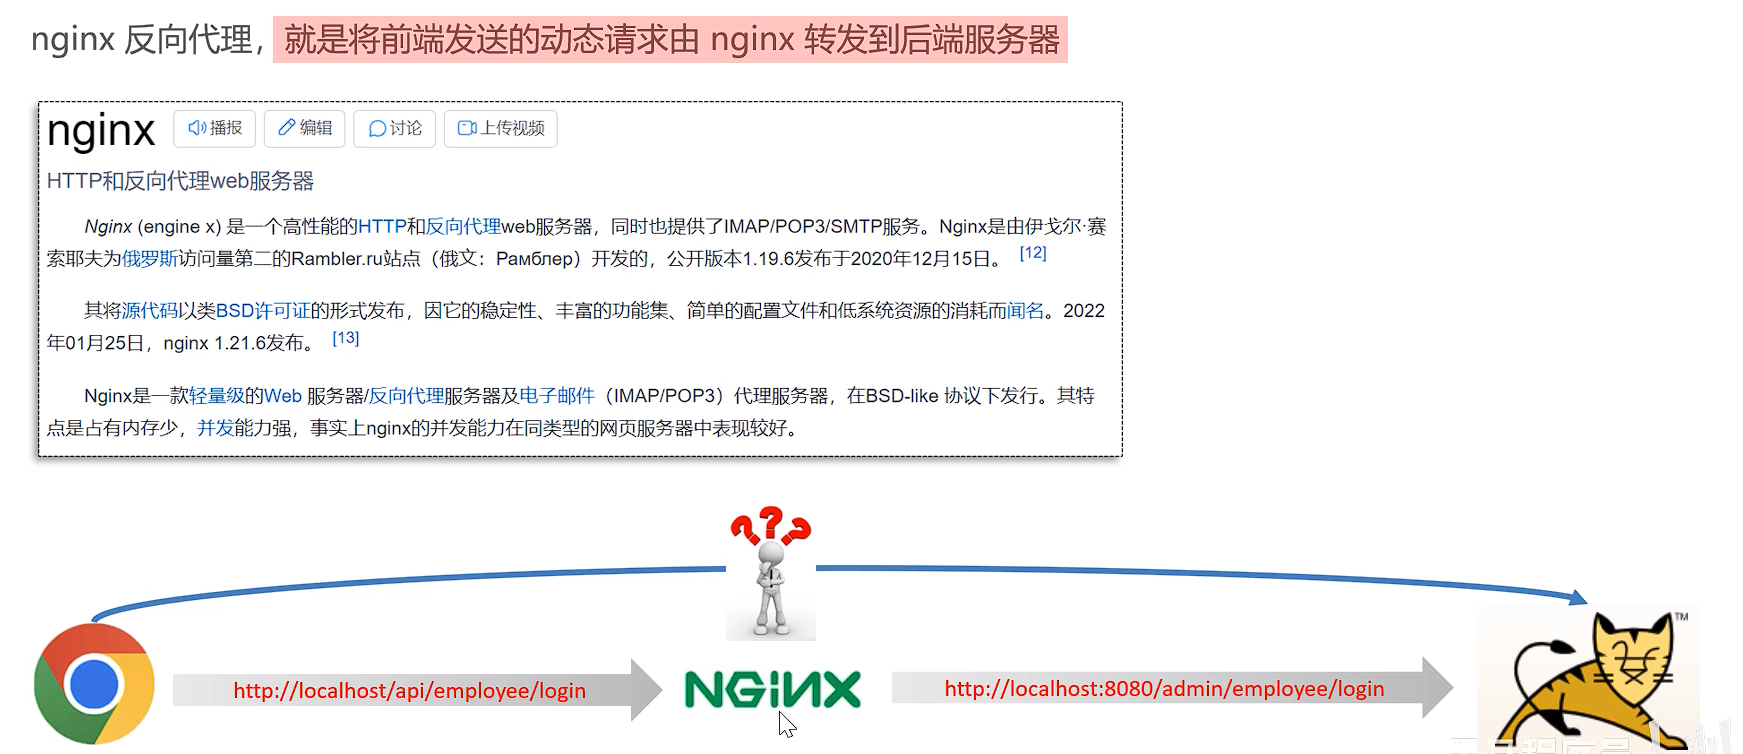 nginx 反向代理，就是将前端发送的动态请求由 nginx 转发到后端服务器
nginx 播报 编辑 讨论 上传视频
HTTP和反向代理web服务器
Nginx (engine x) 是一个高性能的HTTP和反向代理web服务器，同时也提供了IMAP/POP3/SMTP服务。Nginx是由伊戈尔·赛
索耶夫为俄罗斯访问量第二的Rambler.ru站点（俄文：Рамблер）开发的，公开版本1.19.6发布于2020年12月15日。 [12]
其将源代码以类BSD许可证的形式发布，因它的稳定性、丰富的功能集、简单的配置文件和低系统资源的消耗而闻名。2022
年01月25日，nginx 1.21.6发布。 [13]
Nginx是一款轻量级的Web 服务器/反向代理服务器及电子邮件（IMAP/POP3）代理服务器，在BSD-like 协议下发行。其特
点是占有内存少，并发能力强，事实上nginx的并发能力在同类型的网页服务器中表现较好。
???
TM
http://localhost/api/employee/login
NGiNX
http://localhost:8080/admin/employee/login